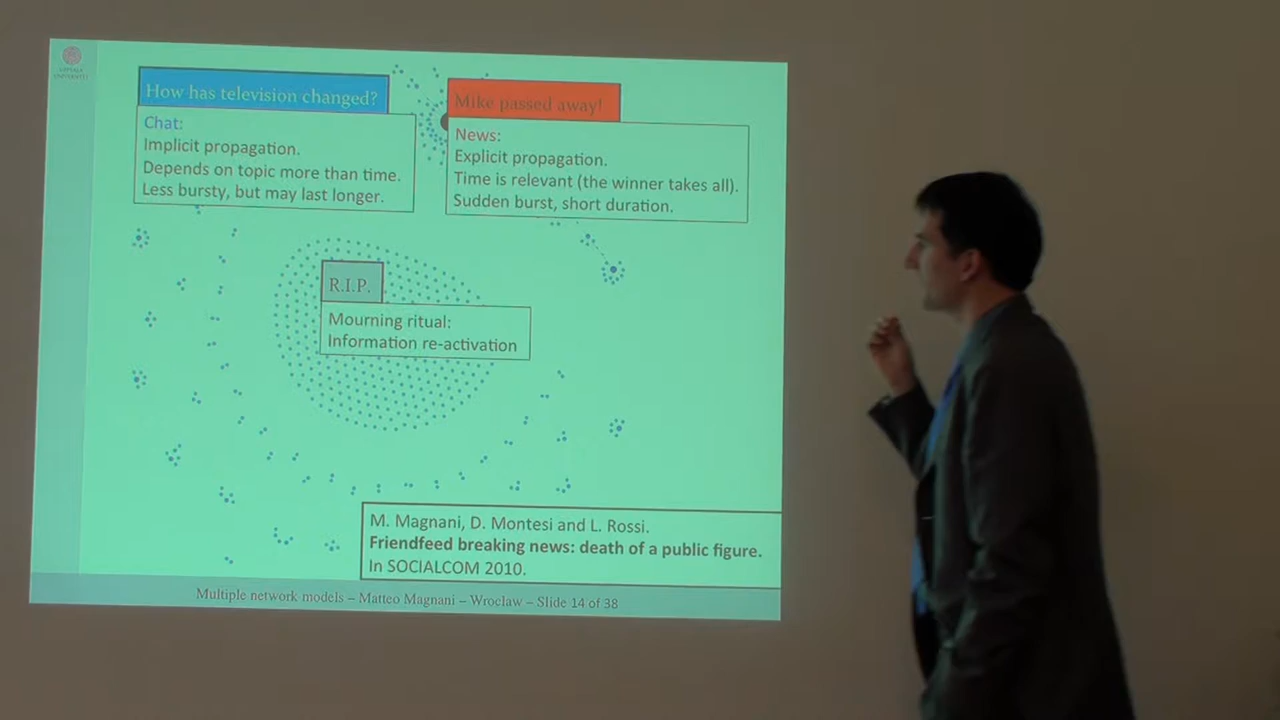 UPPSALA
UNIVERSITET
How has television changed?
Chat:
Implicit propagation.
Depends on topic more than time.
Less bursty, but may last longer.
Mike passed away!
News:
Explicit propagation.
Time is relevant (the winner takes all).
Sudden burst, short duration.
R.I.P.
Mourning ritual:
Information re-activation
M. Magnani, D. Montesi and L. Rossi.
Friendfeed breaking news: death of a public figure.
In SOCIALCOM 2010.
Multiple network models – Matteo Magnani – Wroclaw – Slide 14 of 38